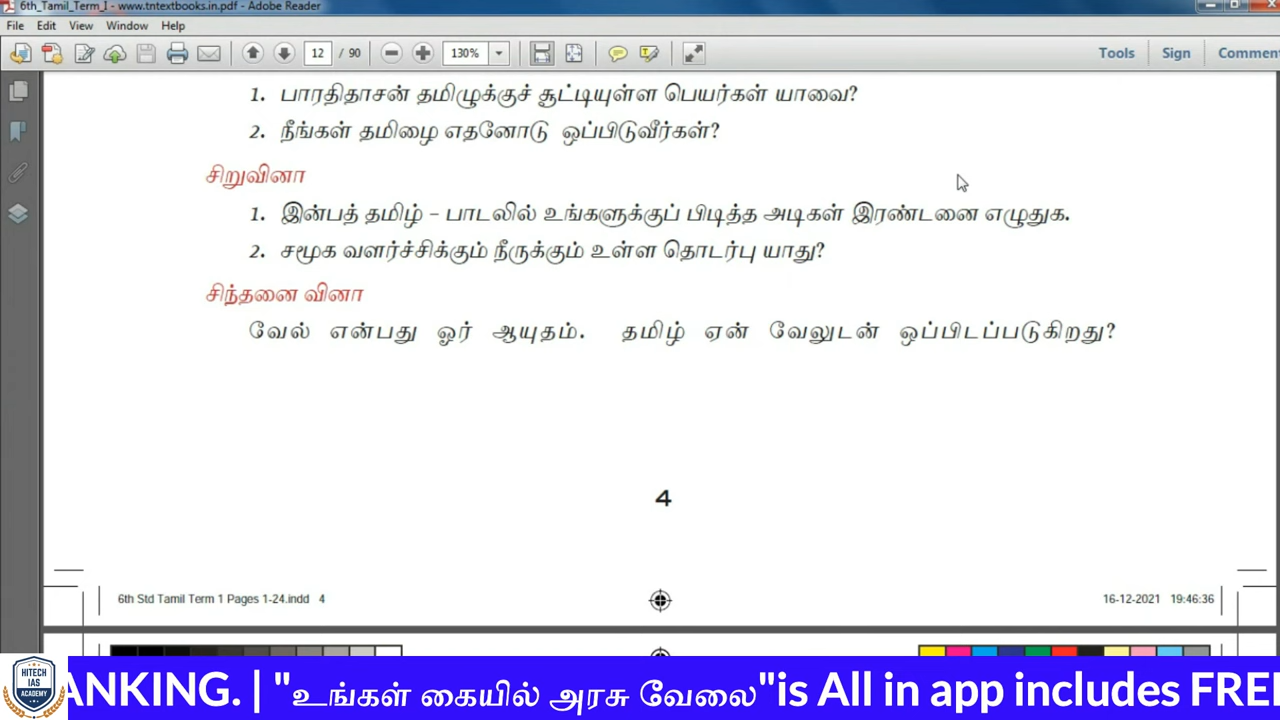 6th_Tamil_Term_I - www.tntextbooks.in.pdf - Adobe Reader
File Edit View Window Help
12 / 90 130% Tools Sign Comment
1. பாரதிதாசன் தமிழுக்குச் சூட்டியுள்ள பெயர்கள் யாவை?
2. நீங்கள் தமிழை எதனோடு ஒப்பிடுவீர்கள்?
சிறுவினா
1. இன்பத் தமிழ் – பாடலில் உங்களுக்குப் பிடித்த அடிகள் இரண்டனை எழுதுக.
2. சமூக வளர்ச்சிக்கும் நீருக்கும் உள்ள தொடர்பு யாது?
சிந்தனை வினா
வேல் என்பது ஓர் ஆயுதம். தமிழ் ஏன் வேலுடன் ஒப்பிடப்படுகிறது?
4
6th Std Tamil Term 1 Pages 1-24.indd 4 16-12-2021 19:46:36
HITECH
IAS
ACADEMY
ANKING. | "உங்கள் கையில் அரசு வேலை"is All in app includes FREE